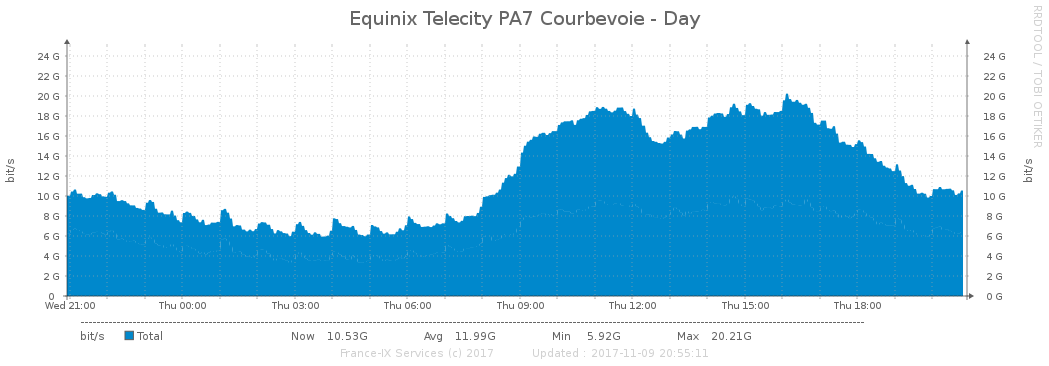 Equinix Telecity PA7 Courbevoie - Day
RRDTOOL / TOBI OETIKER
24 G 24 G
22 G 22 G
20 G 20 G
18 G 18 G
16 G 16 G
14 G 14 G
12 G 12 G
10 G 10 G
8 G 8 G
6 G 6 G
4 G 4 G
2 G 2 G
0 0 G
bit/s
bit/s
Wed 21:00 Thu 00:00 Thu 03:00 Thu 06:00 Thu 09:00 Thu 12:00 Thu 15:00 Thu 18:00
bit/s Total Now 10.53G Avg 11.99G Min 5.92G Max 20.21G
France-IX Services (c) 2017 Updated : 2017-11-09 20:55:11